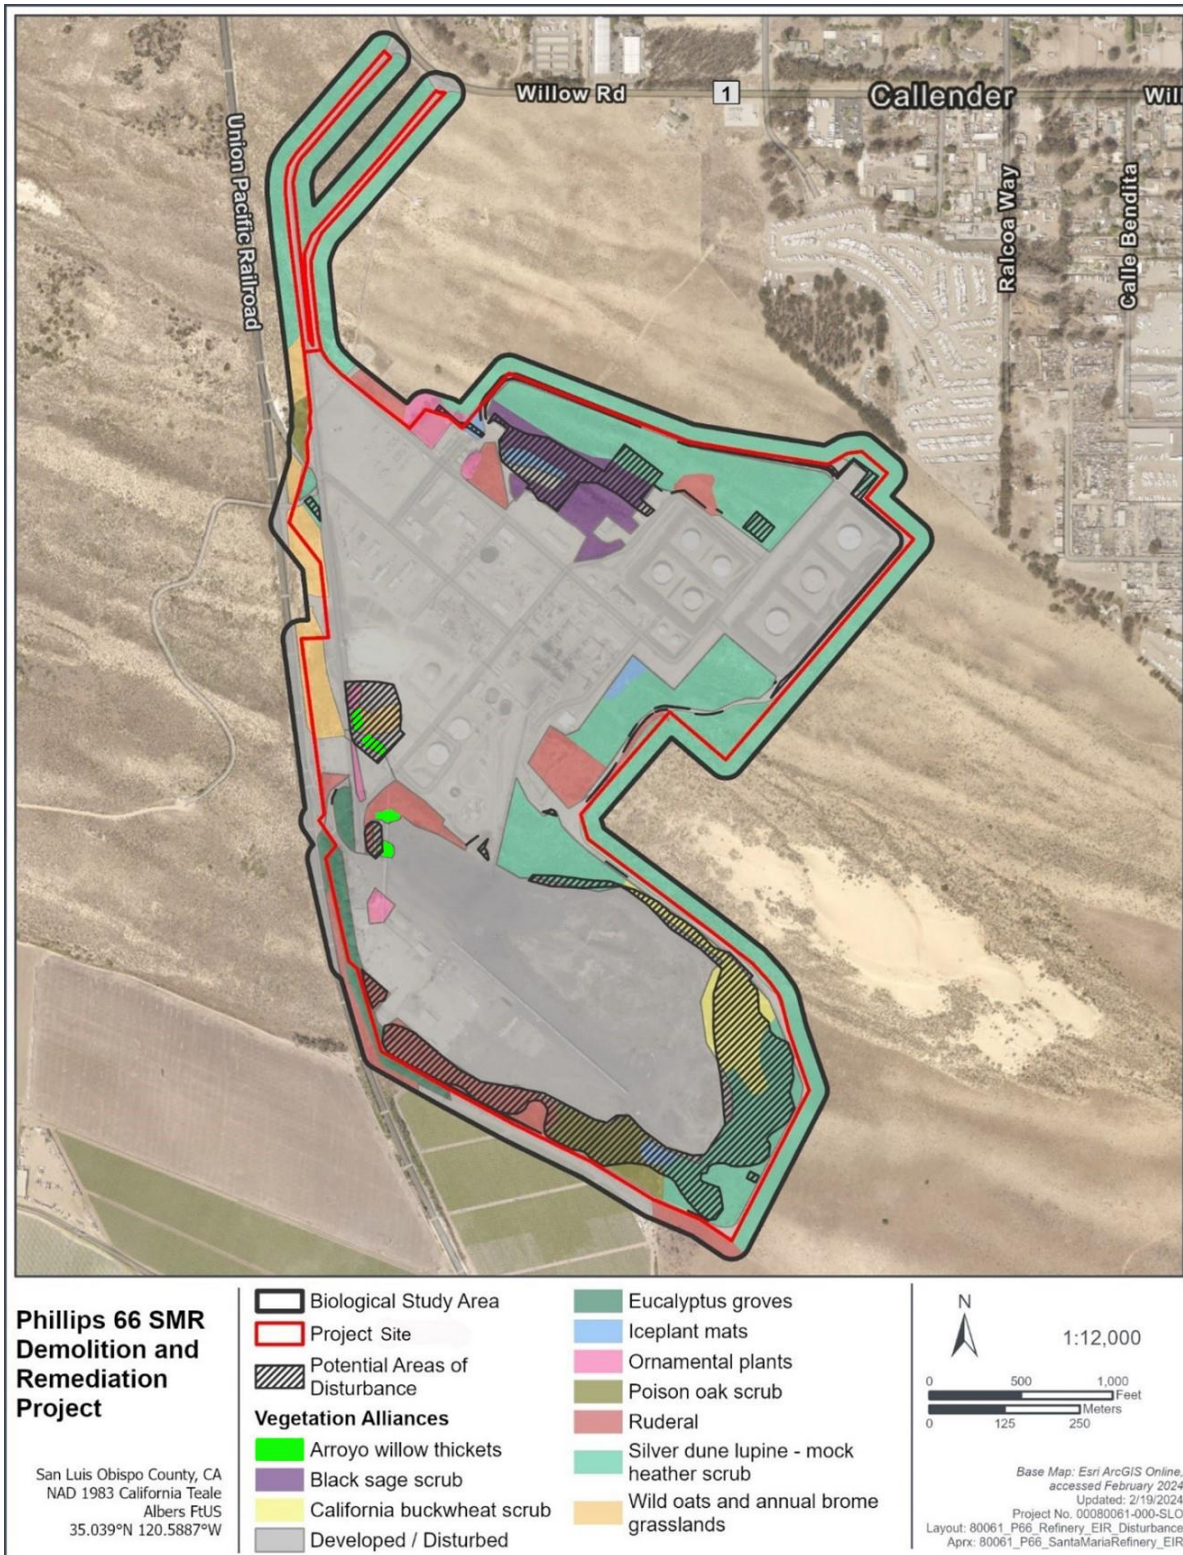 Willow Rd
1
Callender
Will
Union Pacific Railroad
Ralcoa Way
Calle Bendita
Phillips 66 SMR
Demolition and
Remediation
Project
San Luis Obispo County, CA
NAD 1983 California Teale
Albers FtUS
35.039°N 120.5887°W
Biological Study Area
Project Site
Potential Areas of
Disturbance
Vegetation Alliances
Arroyo willow thickets
Black sage scrub
California buckwheat scrub
Developed / Disturbed
Eucalyptus groves
Iceplant mats
Ornamental plants
Poison oak scrub
Ruderal
Silver dune lupine - mock
heather scrub
Wild oats and annual brome
grasslands
N
1:12,000
0 500 1,000
Feet
Meters
0 125 250
Base Map: Esri ArcGIS Online,
accessed February 2024
Updated: 2/19/2024
Project No. 00080061-000-SLO
Layout: 80061_P66_Refinery_EIR_Disturbance
Aprx: 80061_P66_SantaMariaRefinery_EIR